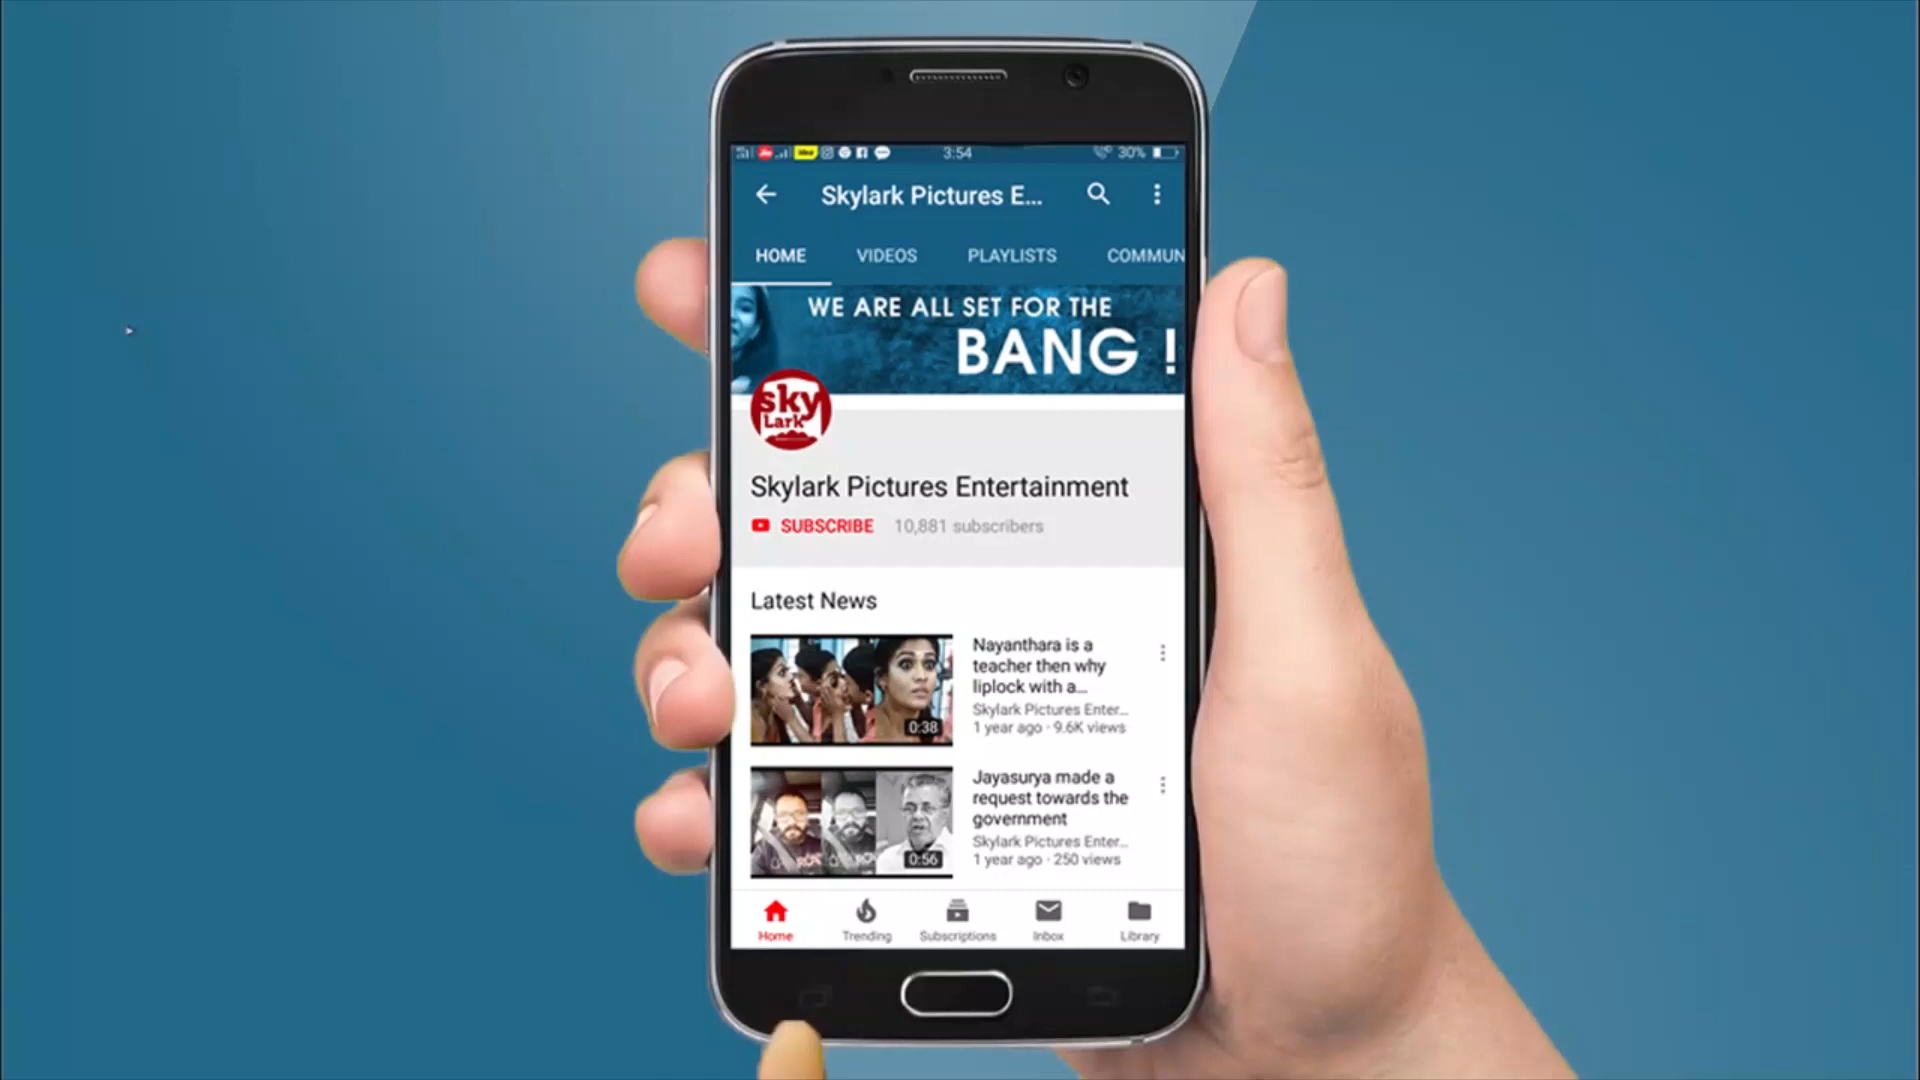 3:54
30%
Skylark Pictures E...
HOME VIDEOS PLAYLISTS COMMUN
WE ARE ALL SET FOR THE
BANG !
sky
Lark
Skylark Pictures Entertainment
SUBSCRIBE 10,881 subscribers
Latest News
Nayanthara is a
teacher then why
liplock with a...
Skylark Pictures Enter...
1 year ago · 9.6K views
0:38
Jayasurya made a
request towards the
government
Skylark Pictures Enter...
1 year ago · 250 views
0:56
Home Trending Subscriptions Inbox Library